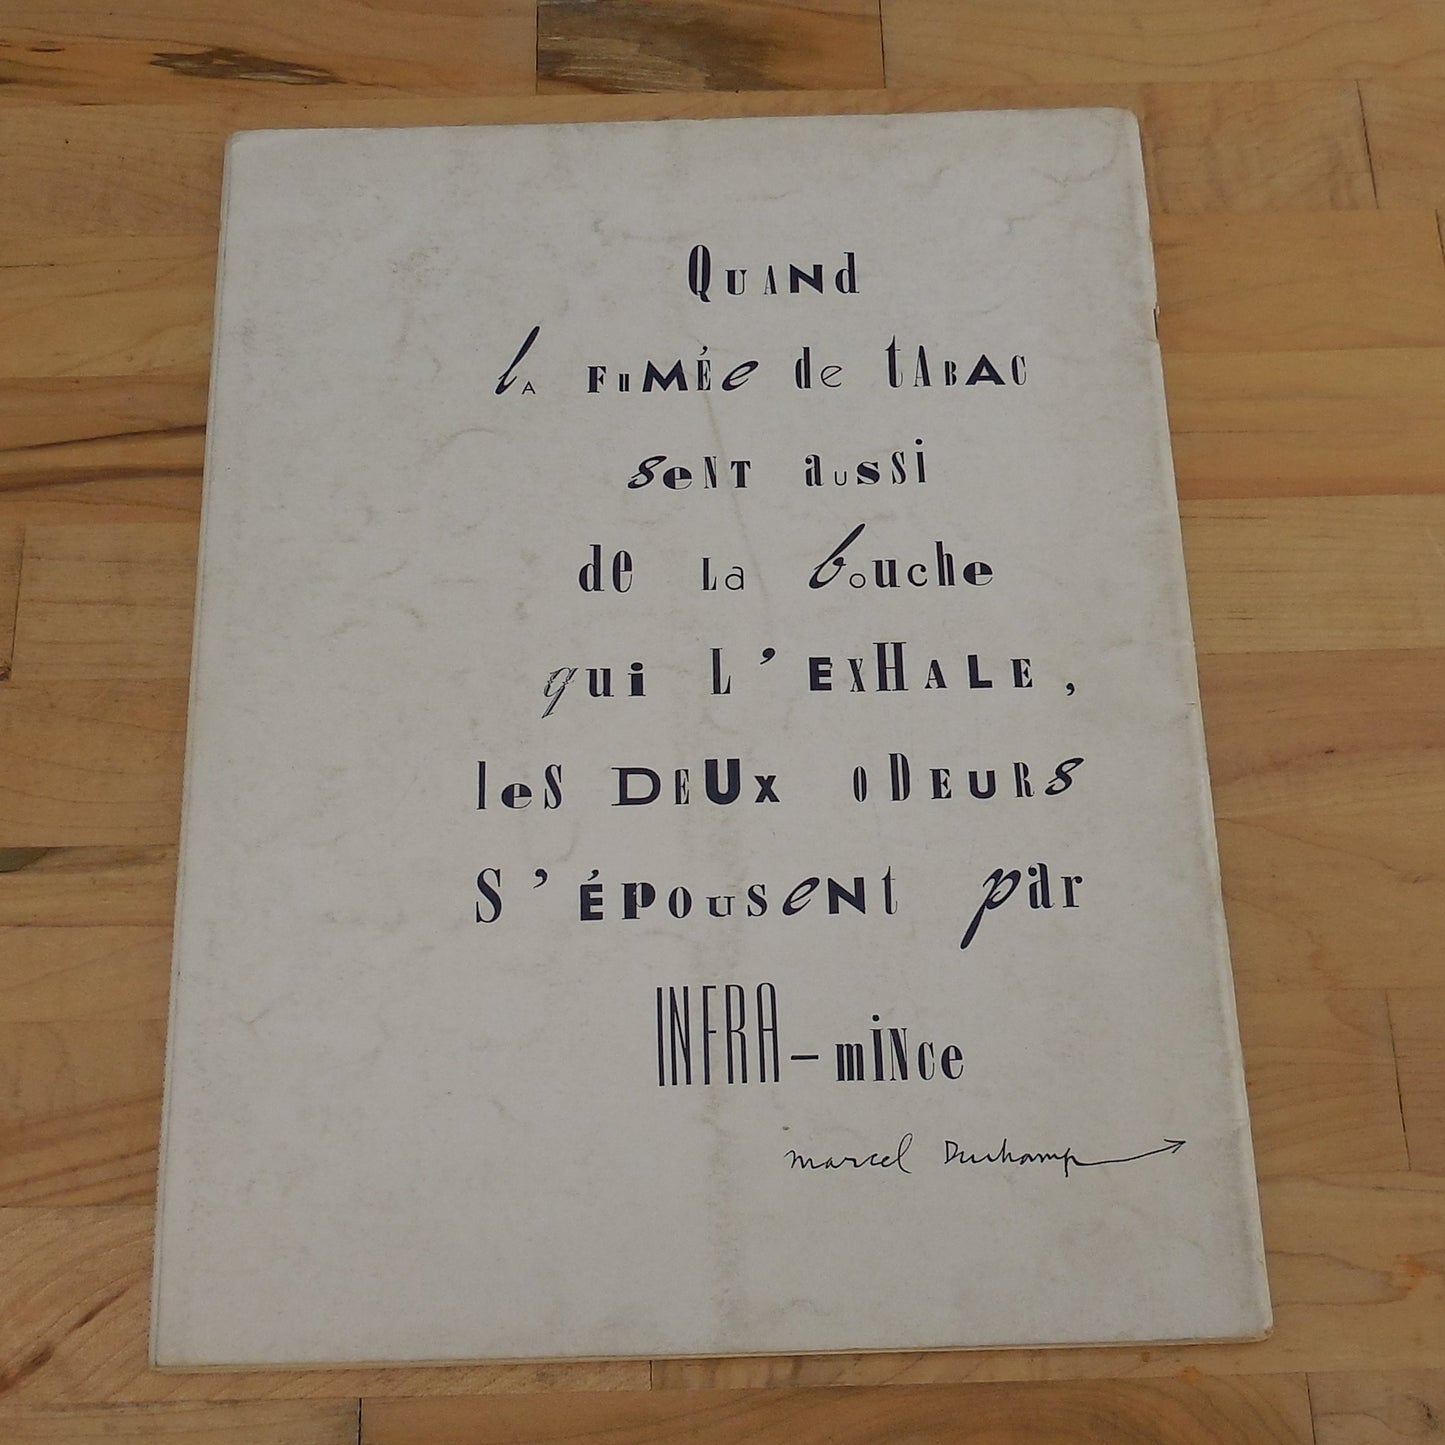 QuANd
lA FuMÉe de tABAC
seNT auSSi
de La bouche
qui L'EXHALE,
les DEUX ODEURS
S'ÉPousENt pàr
INFRA-miNce
marcel Duchamp